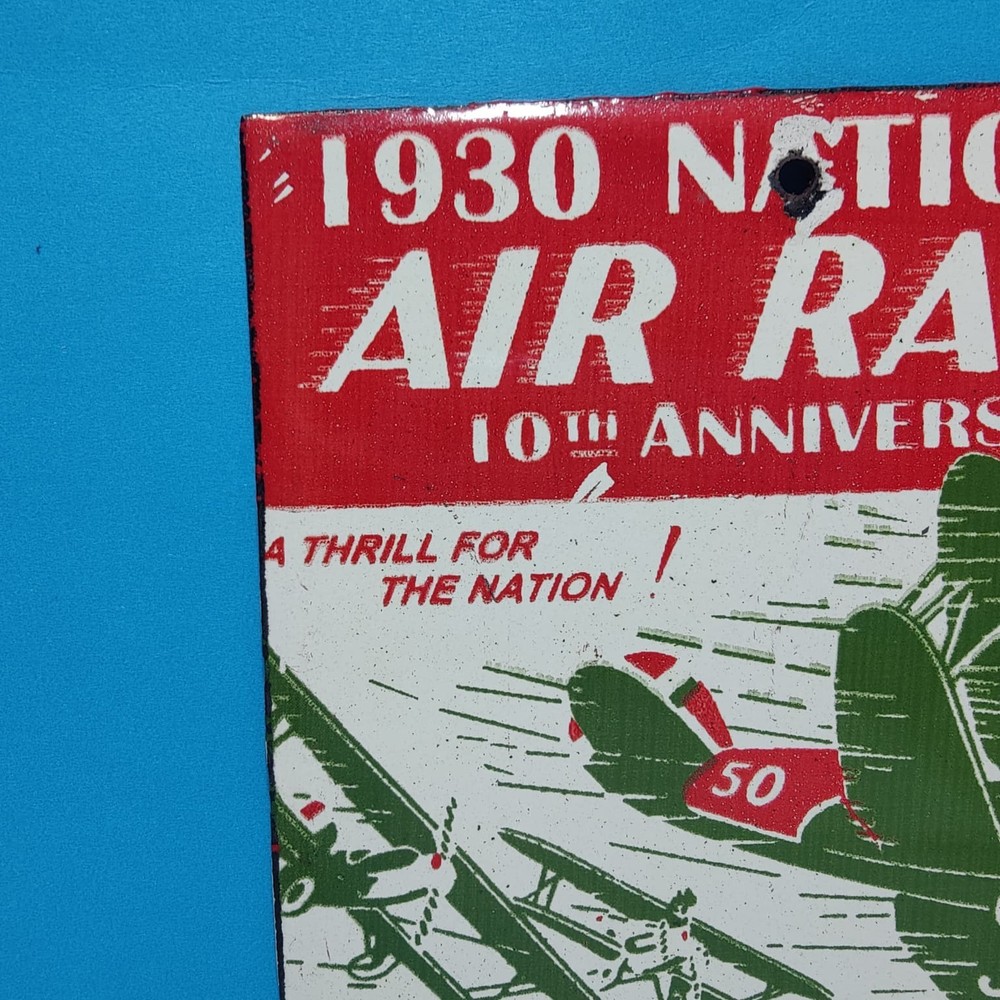 1930 NATIO
AIR RA
10TH ANNIVERS
A THRILL FOR
THE NATION !
50